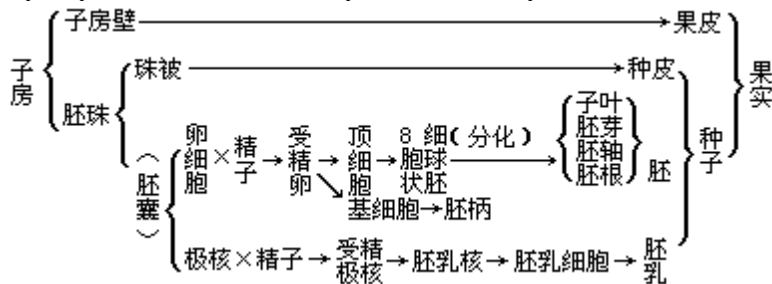 子房壁 → 果皮
子房
珠被 → 种皮
胚珠
果实
(胚囊)
卵细胞×精子→受精卵→顶细胞→8细胞球状胚(分化)→子叶
胚芽
胚轴
胚根
胚
种子
基细胞→胚柄
极核×精子→受精极核→胚乳核→胚乳细胞→胚乳